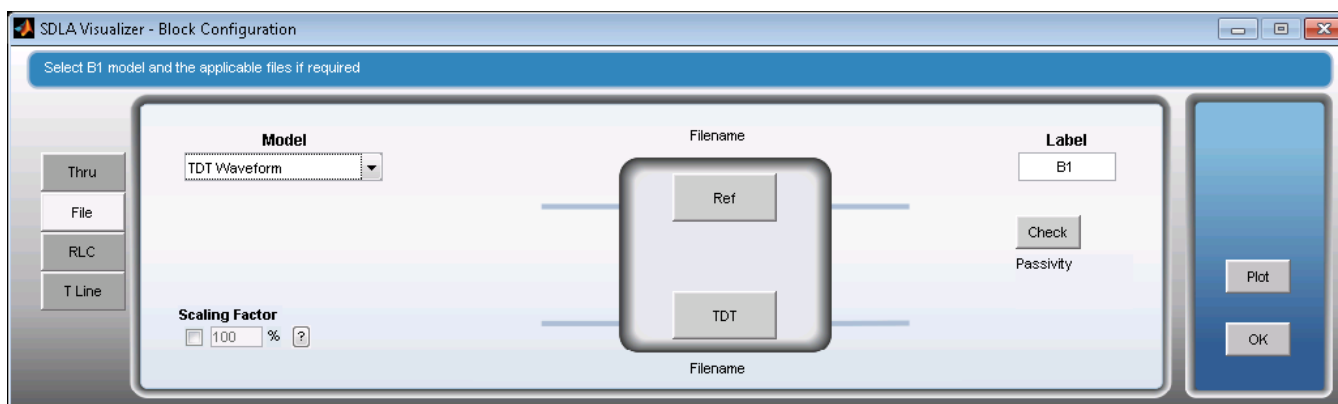 SDLA Visualizer - Block Configuration
Select B1 model and the applicable files if required
Thru
File
RLC
T Line
Model
TDT Waveform
Scaling Factor
100 % ?
Filename
Ref
TDT
Filename
Label
B1
Check
Passivity
Plot
OK